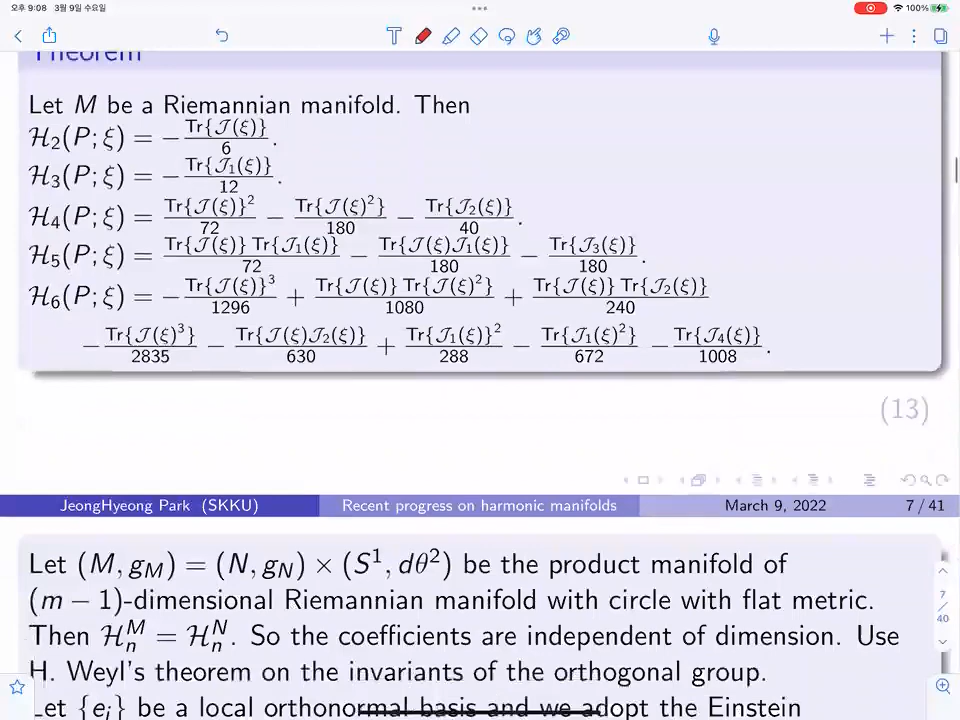 오후 9:08 3월 9일 수요일
100%
Theorem
Let M be a Riemannian manifold. Then
ℋ₂(P; ξ) = −Tr{𝒥(ξ)}/6.
ℋ₃(P; ξ) = −Tr{𝒥₁(ξ)}/12.
ℋ₄(P; ξ) = Tr{𝒥(ξ)}²/72 − Tr{𝒥(ξ)²}/180 − Tr{𝒥₂(ξ)}/40.
ℋ₅(P; ξ) = Tr{𝒥(ξ)} Tr{𝒥₁(ξ)}/72 − Tr{𝒥(ξ)𝒥₁(ξ)}/180 − Tr{𝒥₃(ξ)}/180.
ℋ₆(P; ξ) = −Tr{𝒥(ξ)}³/1296 + Tr{𝒥(ξ)} Tr{𝒥(ξ)²}/1080 + Tr{𝒥(ξ)} Tr{𝒥₂(ξ)}/240
−Tr{𝒥(ξ)³}/2835 − Tr{𝒥(ξ)𝒥₂(ξ)}/630 + Tr{𝒥₁(ξ)}²/288 − Tr{𝒥₁(ξ)²}/672 − Tr{𝒥₄(ξ)}/1008.
(13)
JeongHyeong Park (SKKU) Recent progress on harmonic manifolds March 9, 2022 7 / 41
Let (M, g_M) = (N, g_N) × (S¹, dθ²) be the product manifold of
(m − 1)-dimensional Riemannian manifold with circle with flat metric.
Then ℋₙᴹ = ℋₙᴺ. So the coefficients are independent of dimension. Use
H. Weyl's theorem on the invariants of the orthogonal group.
Let {eᵢ} be a local orthonormal basis and we adopt the Einstein
7
/
40